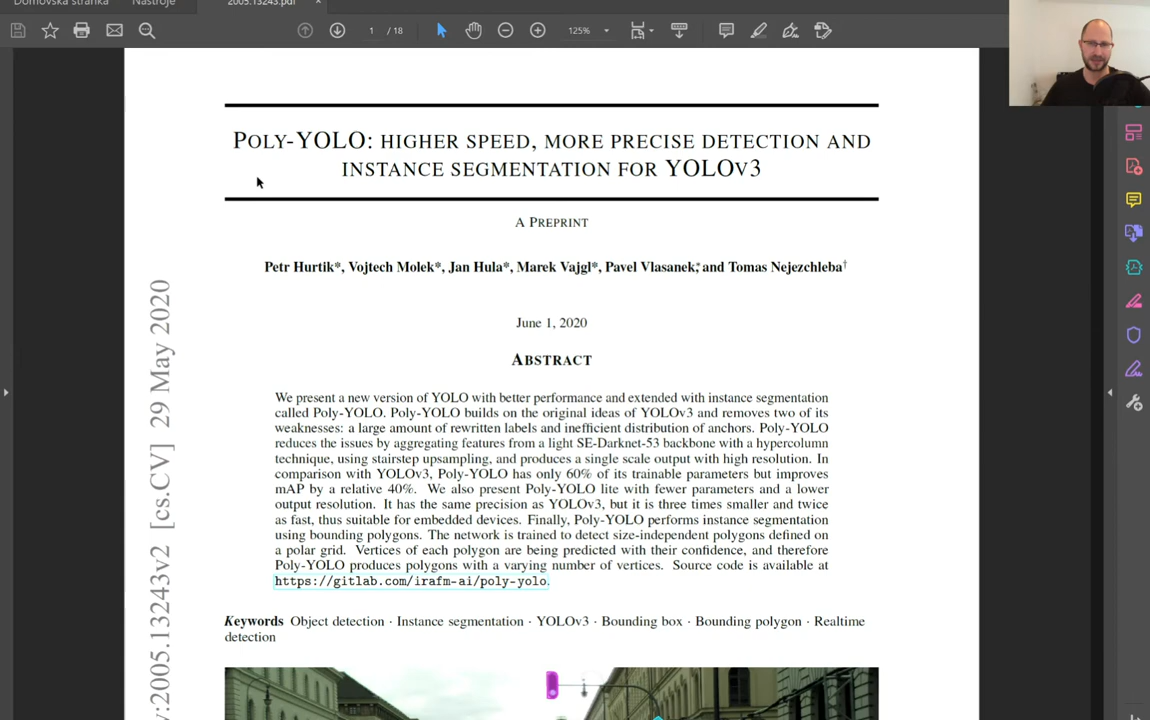 Domovská stránka Nástroje 2005.13243.pdf ×
1 / 18 125%
POLY-YOLO: HIGHER SPEED, MORE PRECISE DETECTION AND
INSTANCE SEGMENTATION FOR YOLOV3
A PREPRINT
Petr Hurtik*, Vojtech Molek*, Jan Hula*, Marek Vajgl*, Pavel Vlasanek*, and Tomas Nejezchleba†
June 1, 2020
ABSTRACT
We present a new version of YOLO with better performance and extended with instance segmentation
called Poly-YOLO. Poly-YOLO builds on the original ideas of YOLOv3 and removes two of its
weaknesses: a large amount of rewritten labels and inefficient distribution of anchors. Poly-YOLO
reduces the issues by aggregating features from a light SE-Darknet-53 backbone with a hypercolumn
technique, using stairstep upsampling, and produces a single scale output with high resolution. In
comparison with YOLOv3, Poly-YOLO has only 60% of its trainable parameters but improves
mAP by a relative 40%. We also present Poly-YOLO lite with fewer parameters and a lower
output resolution. It has the same precision as YOLOv3, but it is three times smaller and twice
as fast, thus suitable for embedded devices. Finally, Poly-YOLO performs instance segmentation
using bounding polygons. The network is trained to detect size-independent polygons defined on
a polar grid. Vertices of each polygon are being predicted with their confidence, and therefore
Poly-YOLO produces polygons with a varying number of vertices. Source code is available at
https://gitlab.com/irafm-ai/poly-yolo.
Keywords Object detection · Instance segmentation · YOLOv3 · Bounding box · Bounding polygon · Realtime
detection
v:2005.13243v2 [cs.CV] 29 May 2020